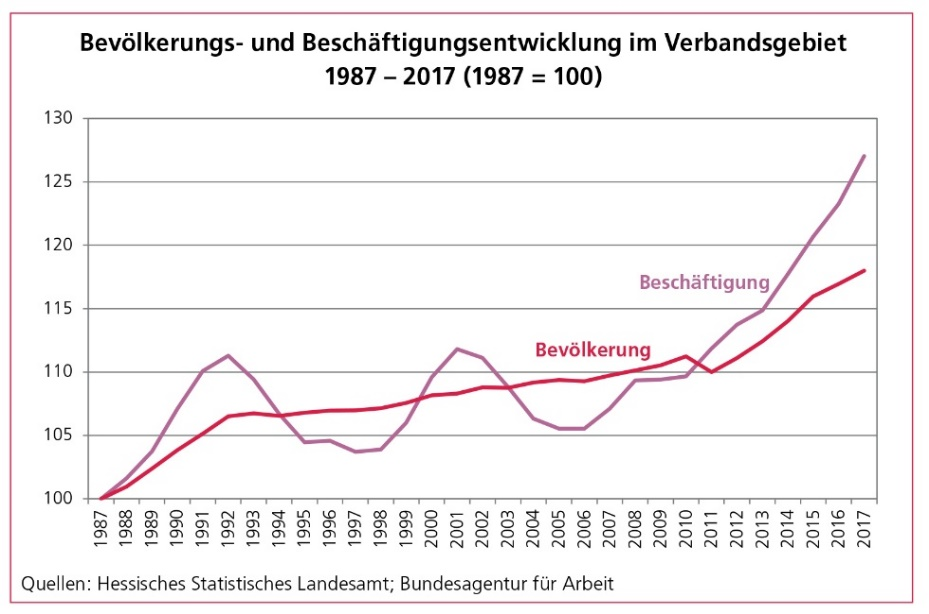 Bevölkerungs- und Beschäftigungsentwicklung im Verbandsgebiet
1987 – 2017 (1987 = 100)
130
125
120
115
110
105
100
Beschäftigung
Bevölkerung
1987 1988 1989 1990 1991 1992 1993 1994 1995 1996 1997 1998 1999 2000 2001 2002 2003 2004 2005 2006 2007 2008 2009 2010 2011 2012 2013 2014 2015 2016 2017
Quellen: Hessisches Statistisches Landesamt; Bundesagentur für Arbeit